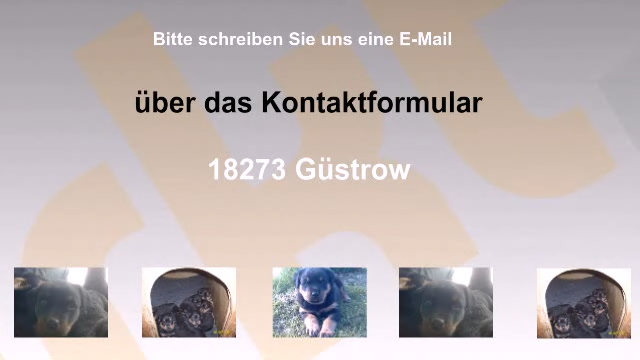 Bitte schreiben Sie uns eine E-Mail
über das Kontaktformular
18273 Güstrow